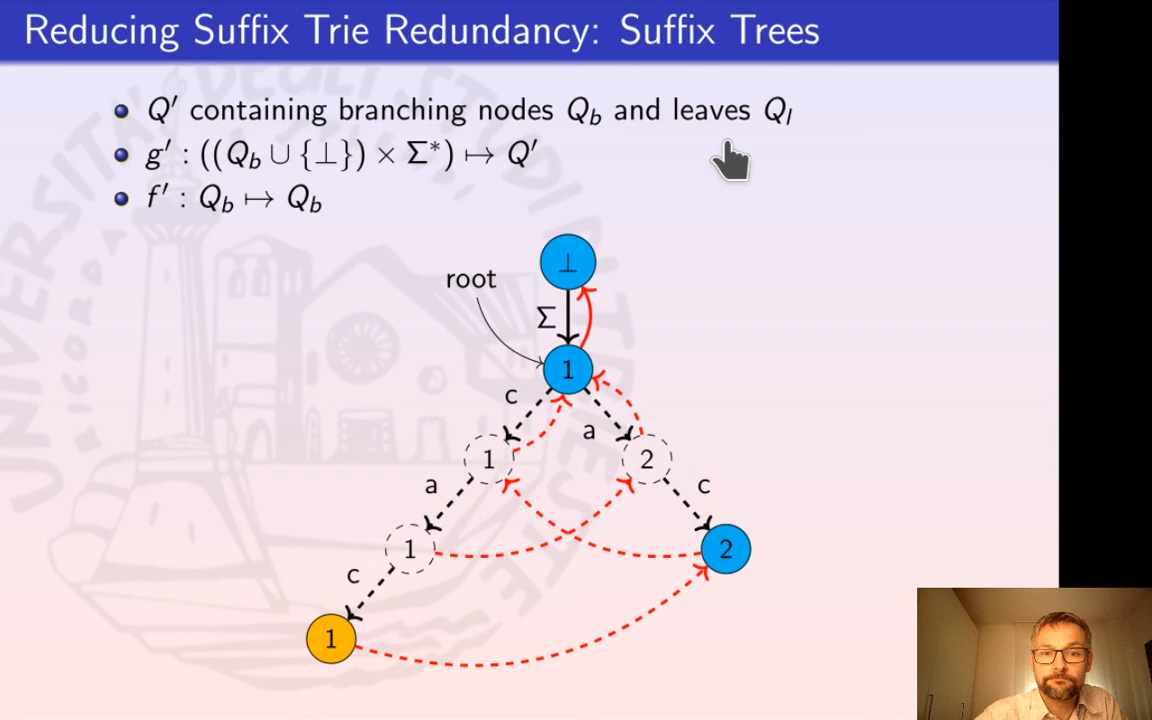 Reducing Suffix Trie Redundancy: Suffix Trees
Q′ containing branching nodes Q_b and leaves Q_l
g′ : ((Q_b ∪ {⊥}) × Σ*) ↦ Q′
f′ : Q_b ↦ Q_b
⊥
root
Σ
1
c
a
1
2
a
c
1
2
c
1